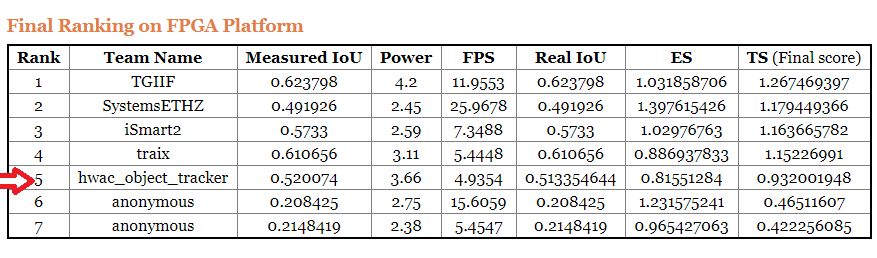 Final Ranking on FPGA Platform
Rank Team Name Measured IoU Power FPS Real IoU ES TS (Final score)
1 TGIIF 0.623798 4.2 11.9553 0.623798 1.031858706 1.267469397
2 SystemsETHZ 0.491926 2.45 25.9678 0.491926 1.397615426 1.179449366
3 iSmart2 0.5733 2.59 7.3488 0.5733 1.02976763 1.163665782
4 traix 0.610656 3.11 5.4448 0.610656 0.886937833 1.15226991
5 hwac_object_tracker 0.520074 3.66 4.9354 0.513354644 0.81551284 0.932001948
6 anonymous 0.208425 2.75 15.6059 0.208425 1.231575241 0.46511607
7 anonymous 0.2148419 2.38 5.4547 0.2148419 0.965427063 0.422256085